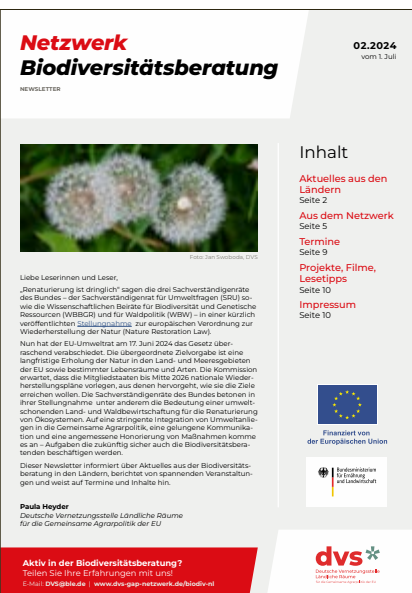 Netzwerk
Biodiversitätsberatung
NEWSLETTER
02.2024
vom 1. Juli
Foto: Jan Swoboda, DVS
Liebe Leserinnen und Leser,
„Renaturierung ist dringlich“ sagen die drei Sachverständigenräte
des Bundes – der Sachverständigenrat für Umweltfragen (SRU) so-
wie die Wissenschaftlichen Beiräte für Biodiversität und Genetische
Ressourcen (WBBGR) und für Waldpolitik (WBW) – in einer kürzlich
veröffentlichten Stellungnahme zur europäischen Verordnung zur
Wiederherstellung der Natur (Nature Restoration Law).
Nun hat der EU-Umweltrat am 17. Juni 2024 das Gesetz über-
raschend verabschiedet. Die übergeordnete Zielvorgabe ist eine
langfristige Erholung der Natur in den Land- und Meeresgebieten
der EU sowie bestimmter Lebensräume und Arten. Die Kommission
erwartet, dass die Mitgliedstaaten bis Mitte 2026 nationale Wieder-
herstellungspläne vorlegen, aus denen hervorgeht, wie sie die Ziele
erreichen wollen. Die Sachverständigenräte des Bundes betonen in
ihrer Stellungnahme unter anderem die Bedeutung einer umwelt-
schonenden Land- und Waldbewirtschaftung für die Renaturierung
von Ökosystemen. Auf eine stringente Integration von Umweltanlie-
gen in die Gemeinsame Agrarpolitik, eine gelungene Kommunika-
tion und eine angemessene Honorierung von Maßnahmen komme
es an – Aufgaben die zukünftig sicher auch die Biodiversitätsbera-
tenden beschäftigen werden.
Dieser Newsletter informiert über Aktuelles aus der Biodiversitäts-
beratung in den Ländern, berichtet von spannenden Veranstaltun-
gen und weist auf Termine und Inhalte hin.
Paula Heyder
Deutsche Vernetzungsstelle Ländliche Räume
für die Gemeinsame Agrarpolitik der EU
Inhalt
Aktuelles aus den
Ländern
Seite 2
Aus dem Netzwerk
Seite 5
Termine
Seite 9
Projekte, Filme,
Lesetipps
Seite 10
Impressum
Seite 10
Finanziert von
der Europäischen Union
Bundesministerium
für Ernährung
und Landwirtschaft
Aktiv in der Biodiversitätsberatung?
Teilen Sie Ihre Erfahrungen mit uns!
E-Mail: DVS@ble.de | www.dvs-gap-netzwerk.de/biodiv-nl
dvs
Deutsche Vernetzungsstelle
Ländliche Räume
für die Gemeinsame Agrarpolitik der EU